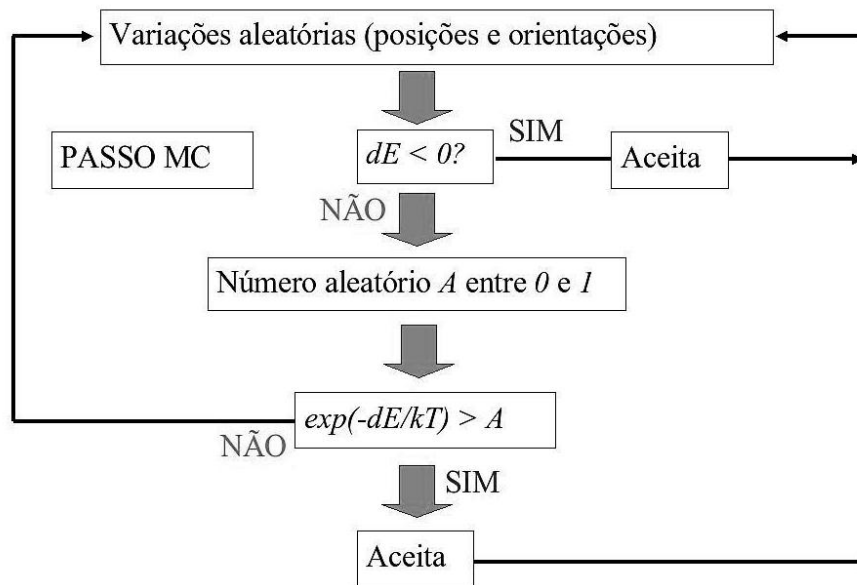 Variações aleatórias (posições e orientações)
SIM
PASSO MC
dE < 0?
Aceita
NÃO
Número aleatório A entre 0 e 1
exp(-dE/kT) > A
NÃO
SIM
Aceita